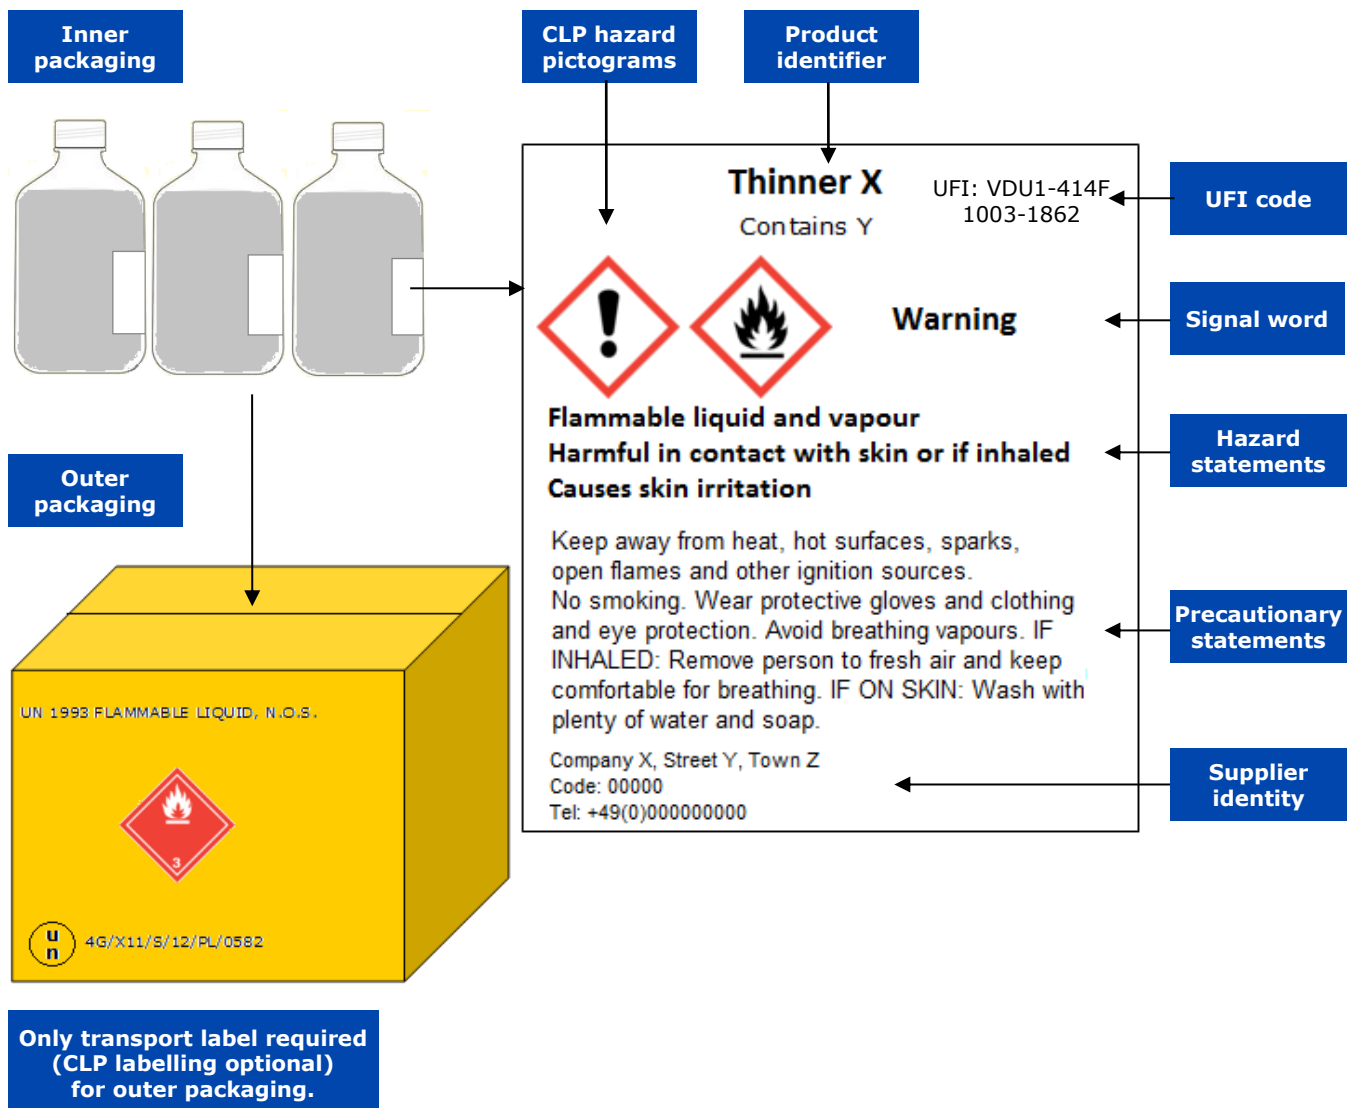 Inner
packaging
CLP hazard
pictograms
Product
identifier
Thinner X
Contains Y
UFI: VDU1-414F
1003-1862
UFI code
Warning
Signal word
Flammable liquid and vapour
Harmful in contact with skin or if inhaled
Causes skin irritation
Hazard
statements
Outer
packaging
Keep away from heat, hot surfaces, sparks,
open flames and other ignition sources.
No smoking. Wear protective gloves and clothing
and eye protection. Avoid breathing vapours. IF
INHALED: Remove person to fresh air and keep
comfortable for breathing. IF ON SKIN: Wash with
plenty of water and soap.
Precautionary
statements
Company X, Street Y, Town Z
Code: 00000
Tel: +49(0)000000000
Supplier
identity
UN 1993 FLAMMABLE LIQUID, N.O.S.
3
u
n
4G/X11/S/12/PL/0582
Only transport label required
(CLP labelling optional)
for outer packaging.